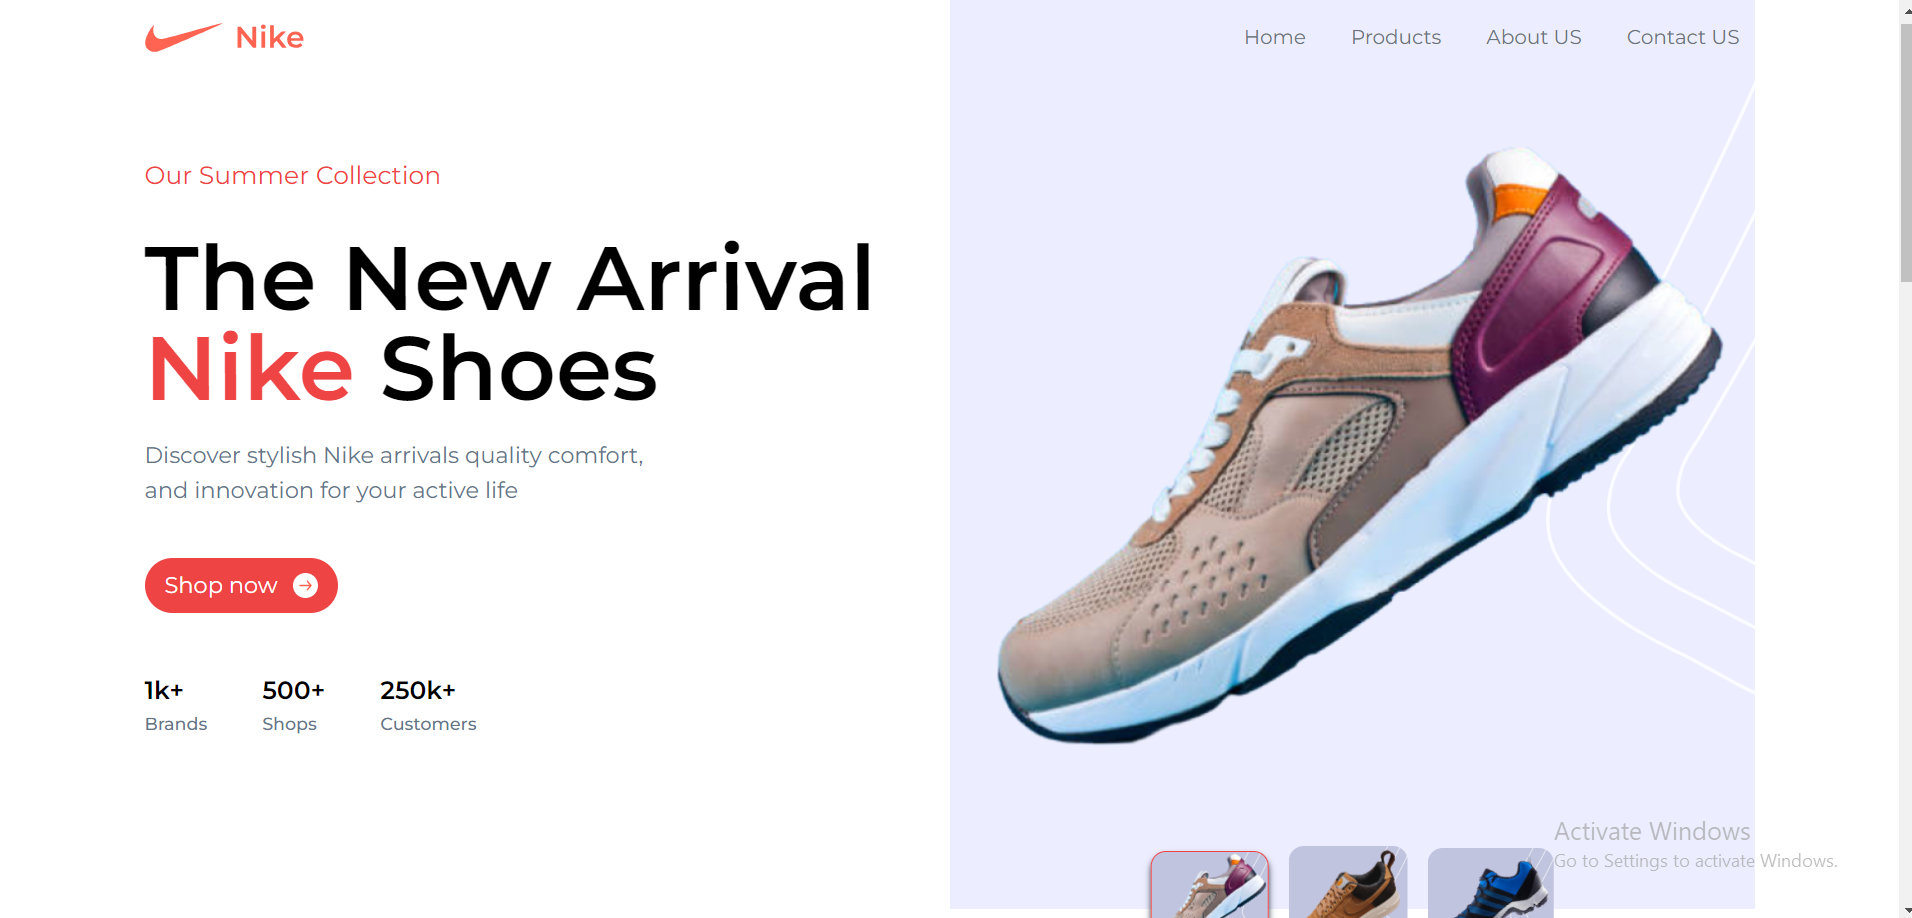 Nike
Home Products About US Contact US
Our Summer Collection
The New Arrival
Nike Shoes
Discover stylish Nike arrivals quality comfort,
and innovation for your active life
Shop now
1k+ 500+ 250k+
Brands Shops Customers
Activate Windows
Go to Settings to activate Windows.